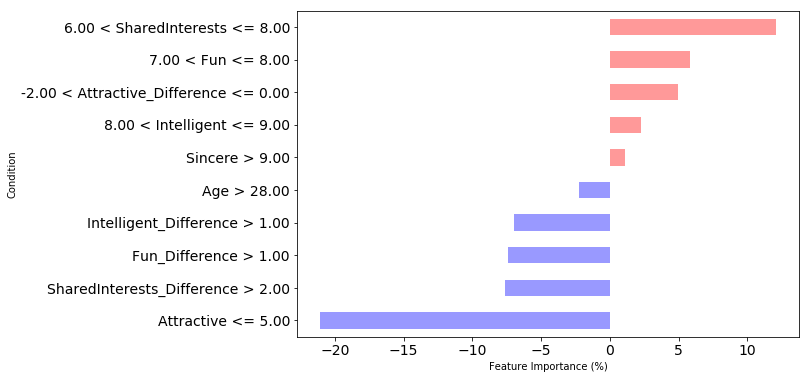 6.00 < SharedInterests <= 8.00
7.00 < Fun <= 8.00
-2.00 < Attractive_Difference <= 0.00
8.00 < Intelligent <= 9.00
Sincere > 9.00
Age > 28.00
Intelligent_Difference > 1.00
Fun_Difference > 1.00
SharedInterests_Difference > 2.00
Attractive <= 5.00
Condition
−20 −15 −10 −5 0 5 10
Feature Importance (%)